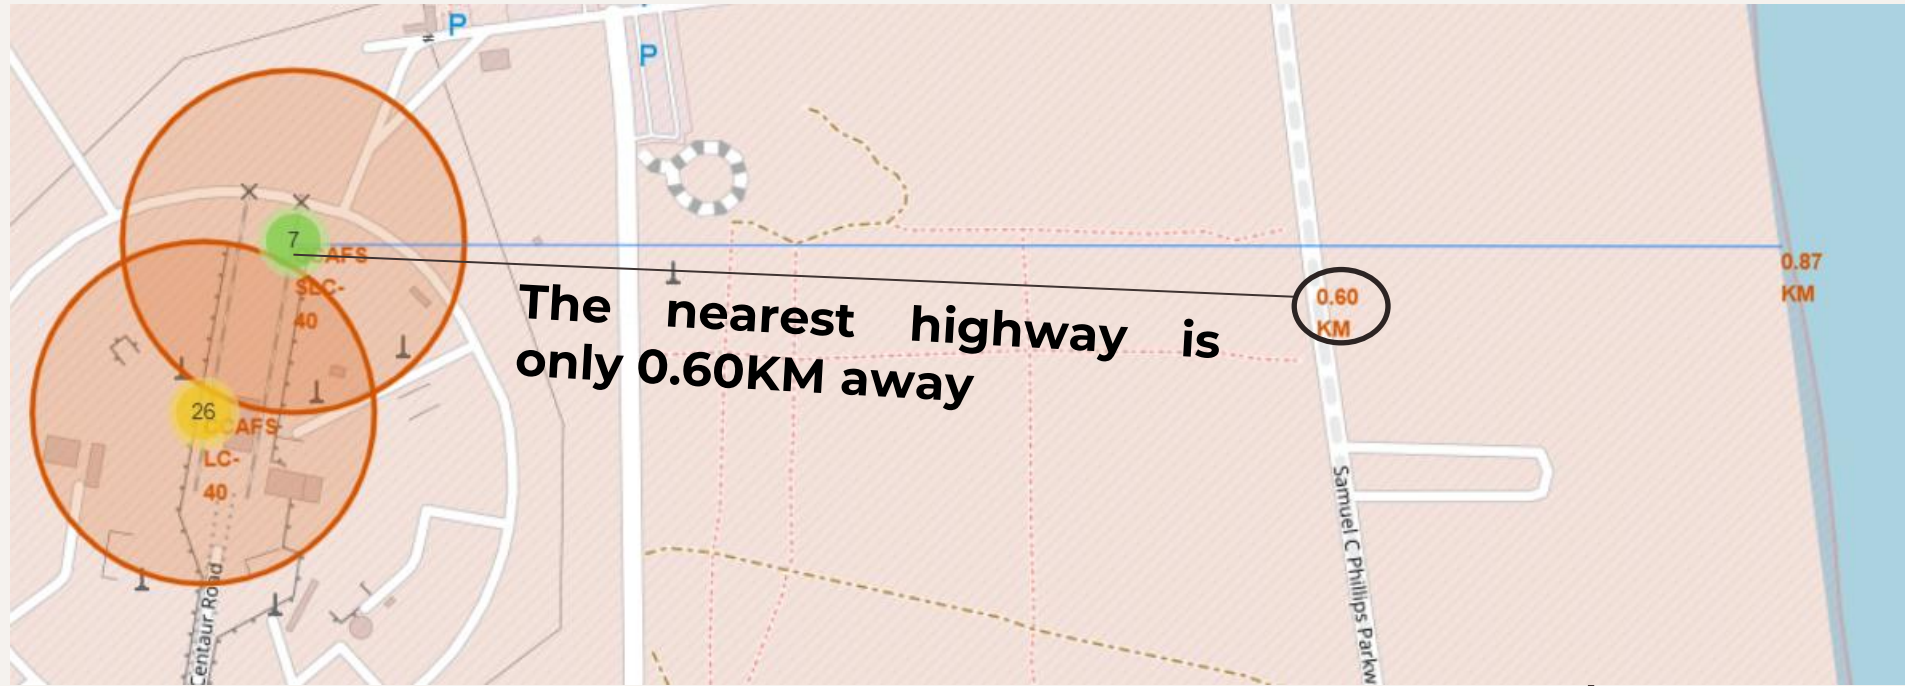 P
P
7
CCAFS
SLC-
40
0.87
KM
0.60
KM
The nearest highway is
only 0.60KM away
26
CCAFS
LC-
40
Samuel C Phillips Parkw
Centaur Road